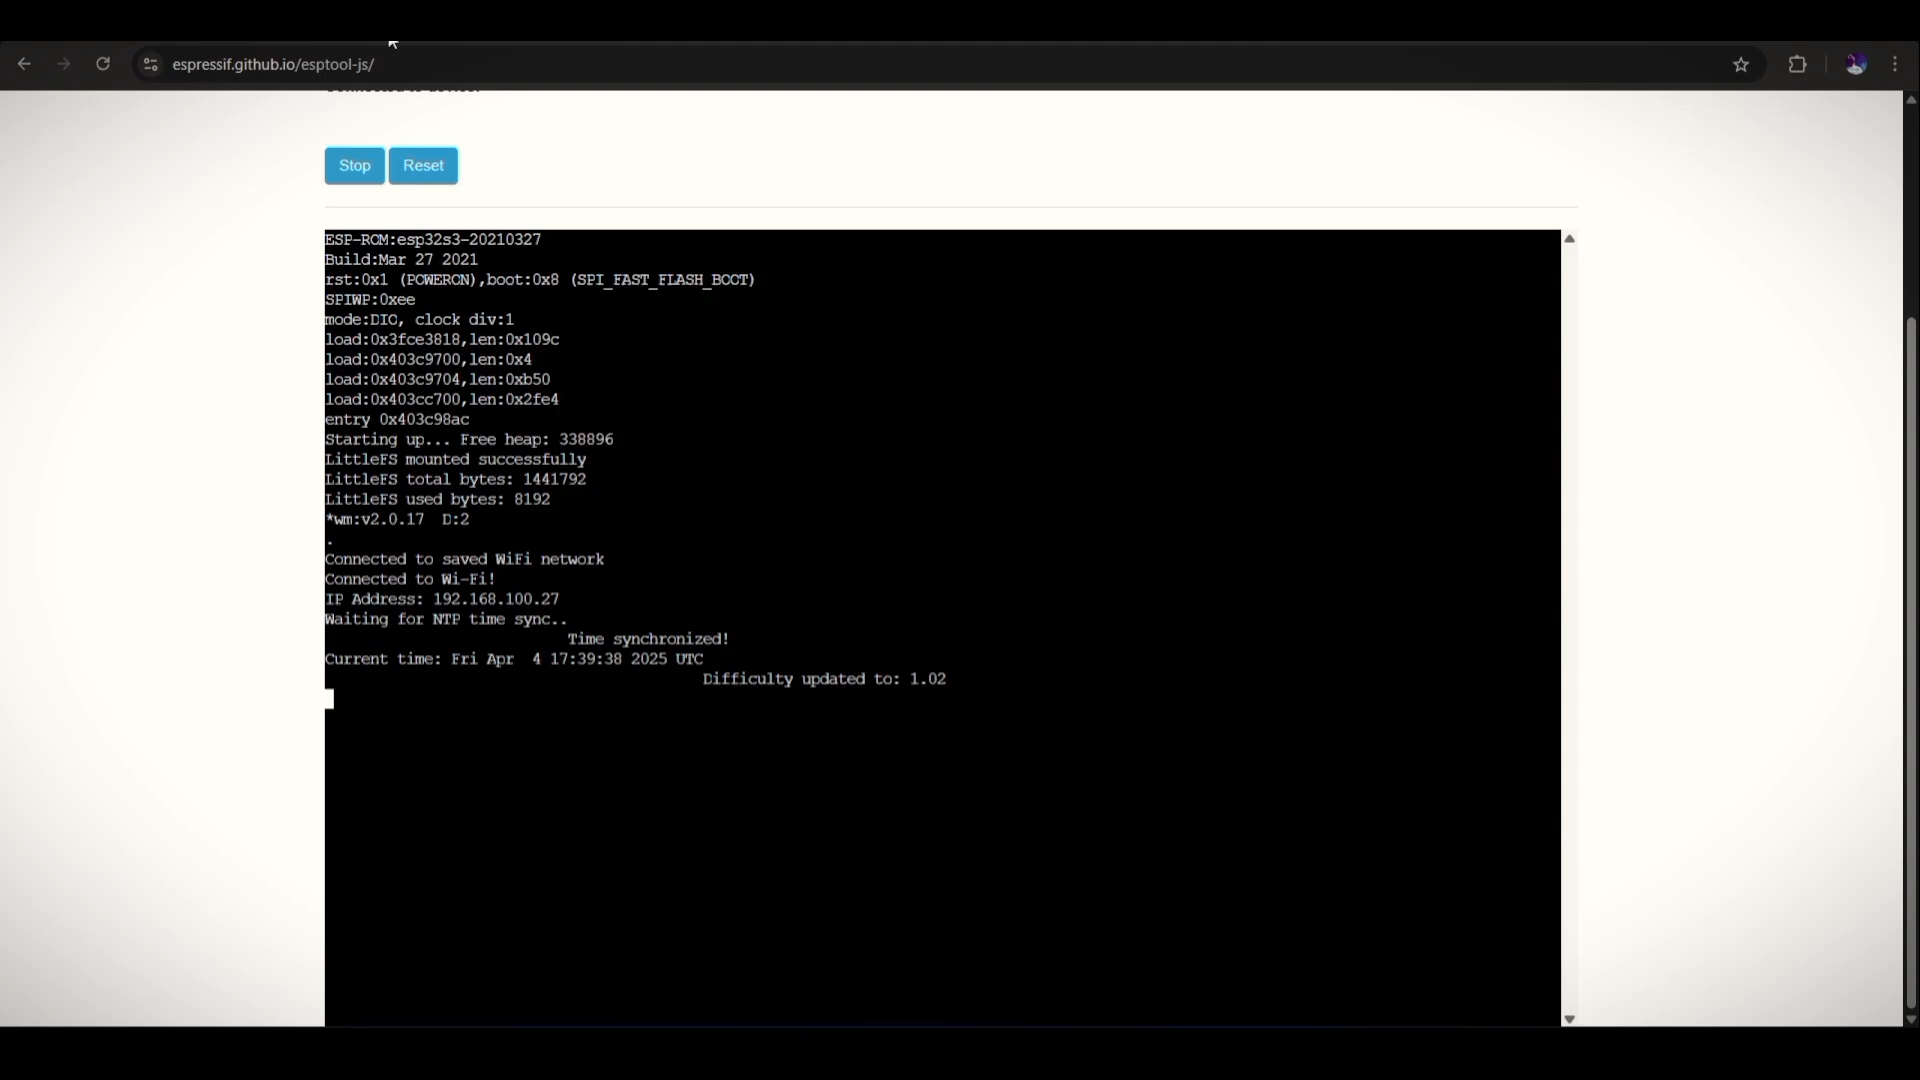 espressif.github.io/esptool-js/
Stop Reset
ESP-ROM:esp32s3-20210327
Build:Mar 27 2021
rst:0x1 (POWERON),boot:0x8 (SPI_FAST_FLASH_BOOT)
SPIWP:0xee
mode:DIO, clock div:1
load:0x3fce3818,len:0x109c
load:0x403c9700,len:0x4
load:0x403c9704,len:0xb50
load:0x403cc700,len:0x2fe4
entry 0x403c98ac
Starting up... Free heap: 338896
LittleFS mounted successfully
LittleFS total bytes: 1441792
LittleFS used bytes: 8192
*wm:v2.0.17 D:2
.
Connected to saved WiFi network
Connected to Wi-Fi!
IP Address: 192.168.100.27
Waiting for NTP time sync..
Time synchronized!
Current time: Fri Apr 4 17:39:38 2025 UTC
Difficulty updated to: 1.02